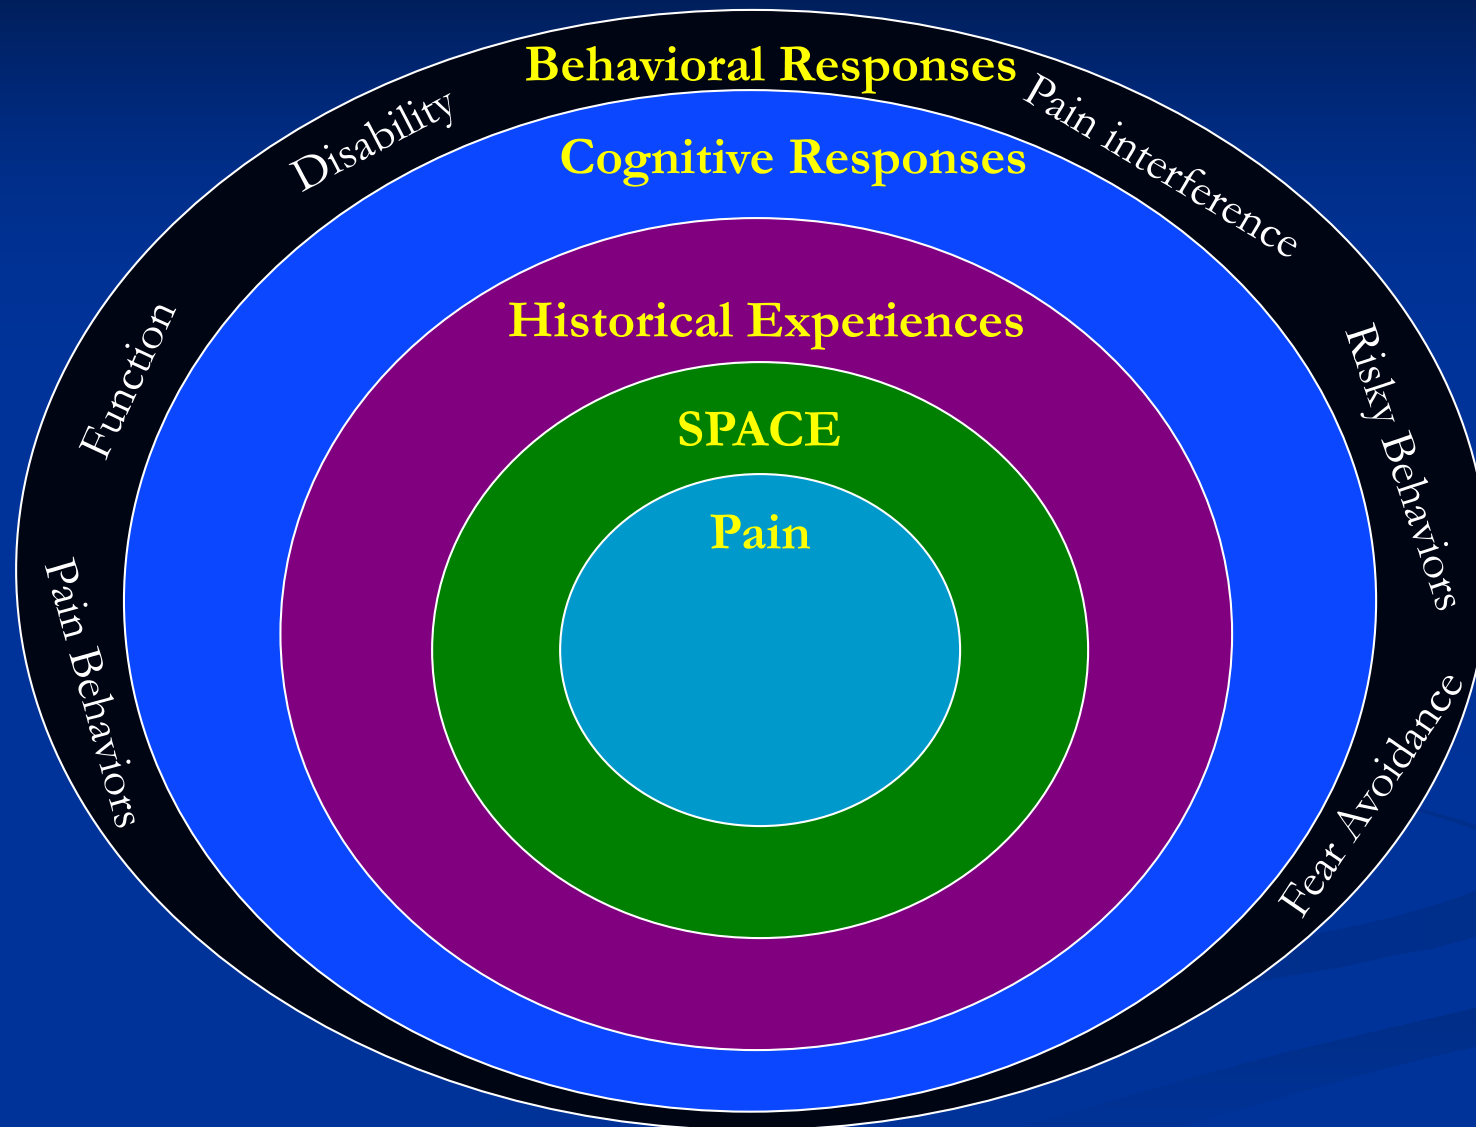 Behavioral Responses
Disability
Pain interference
Cognitive Responses
Historical Experiences
Function
Risky Behaviors
SPACE
Pain
Pain Behaviors
Fear Avoidance